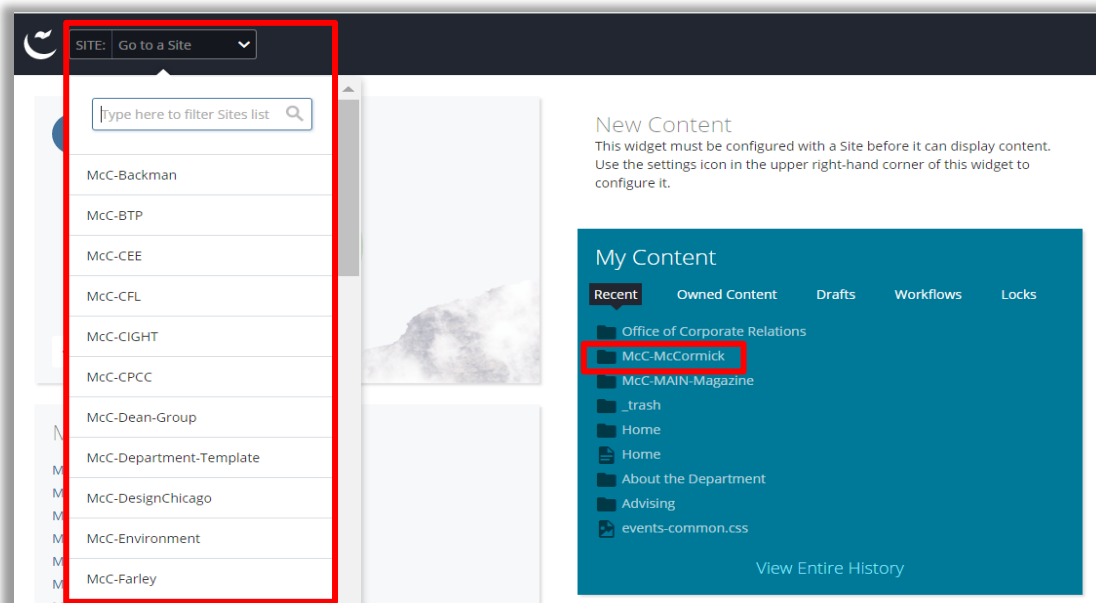 SITE: Go to a Site
Type here to filter Sites list
McC-Backman
McC-BTP
McC-CEE
McC-CFL
McC-CIGHT
McC-CPCC
McC-Dean-Group
McC-Department-Template
McC-DesignChicago
McC-Environment
McC-Farley
New Content
This widget must be configured with a Site before it can display content.
Use the settings icon in the upper right-hand corner of this widget to
configure it.
My Content
Recent Owned Content Drafts Workflows Locks
Office of Corporate Relations
McC-McCormick
McC-MAIN-Magazine
_trash
Home
Home
About the Department
Advising
events-common.css
View Entire History